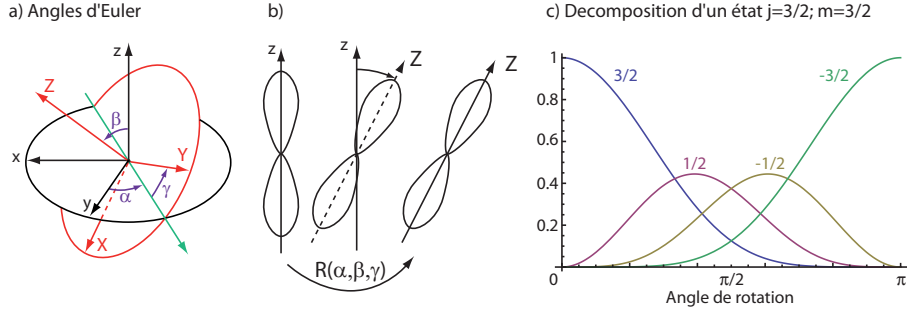 a) Angles d'Euler
z
Z
β
x
Y
y
α
γ
X
b)
z
z
Z
Z
R(α,β,γ)
c) Decomposition d'un état j=3/2; m=3/2
1
0.8
0.6
0.4
0.2
0
3/2
-3/2
1/2
-1/2
π/2
π
Angle de rotation